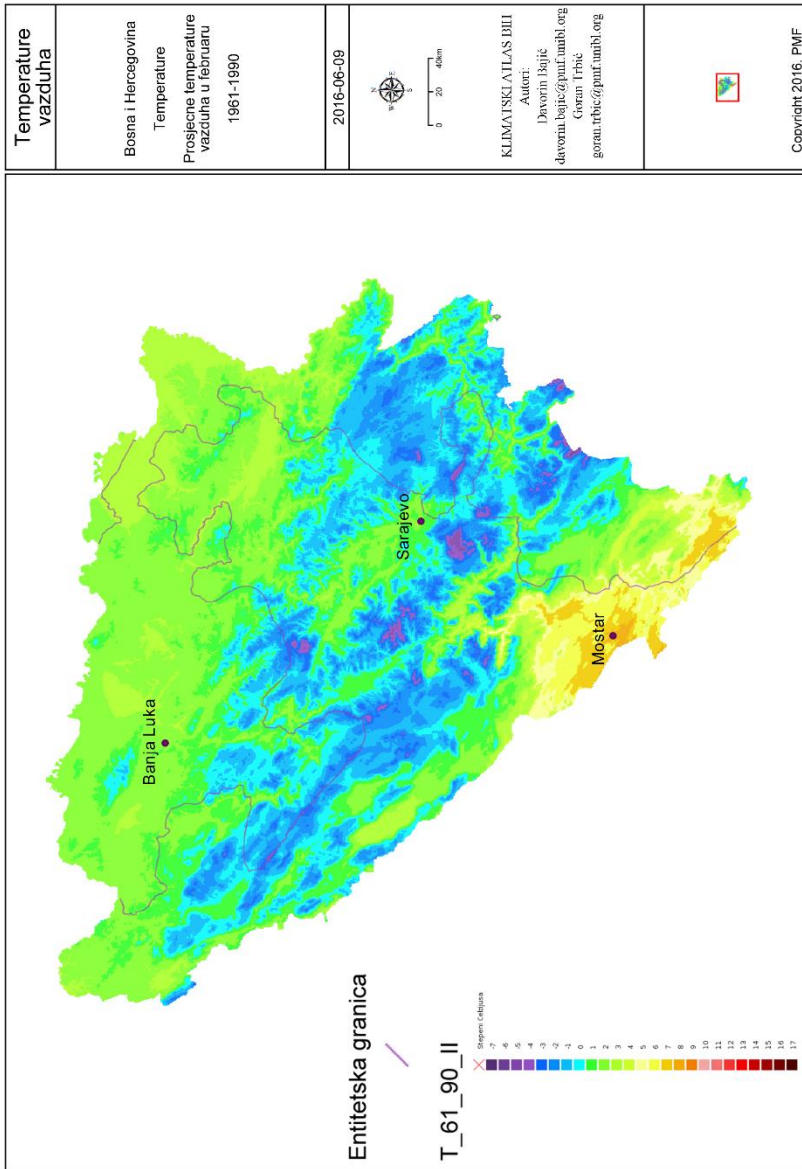 Temperature
vazduha
Bosna i Hercegovina
Temperature
Prosjecne temperature
vazduha u februaru
1961-1990
2016-06-09
N
W
E
S
0
20
40km
KLIMATSKI ATLAS BIH
Autori:
Davorin Bajić
davorin.bajic@pmf.unibl.org
Goran Trbić
goran.trbic@pmf.unibl.org
Copyright 2016, PMF
Banja Luka
Sarajevo
Mostar
Entitetska granica
T_61_90_II
Stepeni Celzijusa
-7
-6
-5
-4
-3
-2
-1
0
1
2
3
4
5
6
7
8
9
10
11
12
13
14
15
16
17